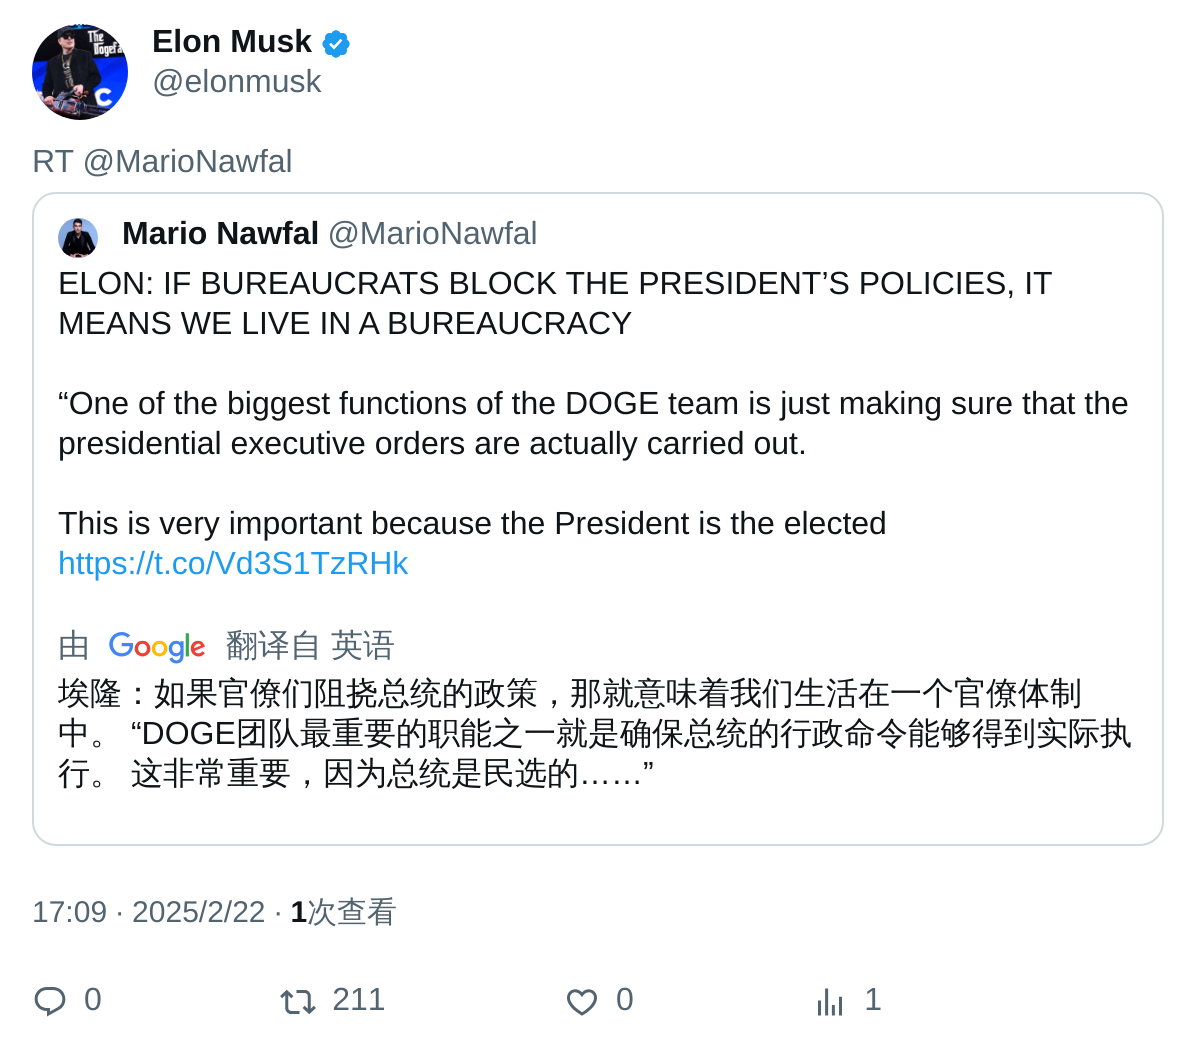 The Dogefa
C
Elon Musk
@elonmusk
RT @MarioNawfal
Mario Nawfal @MarioNawfal
ELON: IF BUREAUCRATS BLOCK THE PRESIDENT’S POLICIES, IT
MEANS WE LIVE IN A BUREAUCRACY
“One of the biggest functions of the DOGE team is just making sure that the
presidential executive orders are actually carried out.
This is very important because the President is the elected
https://t.co/Vd3S1TzRHk
由 Google 翻译自 英语
埃隆：如果官僚们阻挠总统的政策，那就意味着我们生活在一个官僚体制
中。 “DOGE团队最重要的职能之一就是确保总统的行政命令能够得到实际执
行。 这非常重要，因为总统是民选的……”
17:09 · 2025/2/22 · 1次查看
0 211 0 1